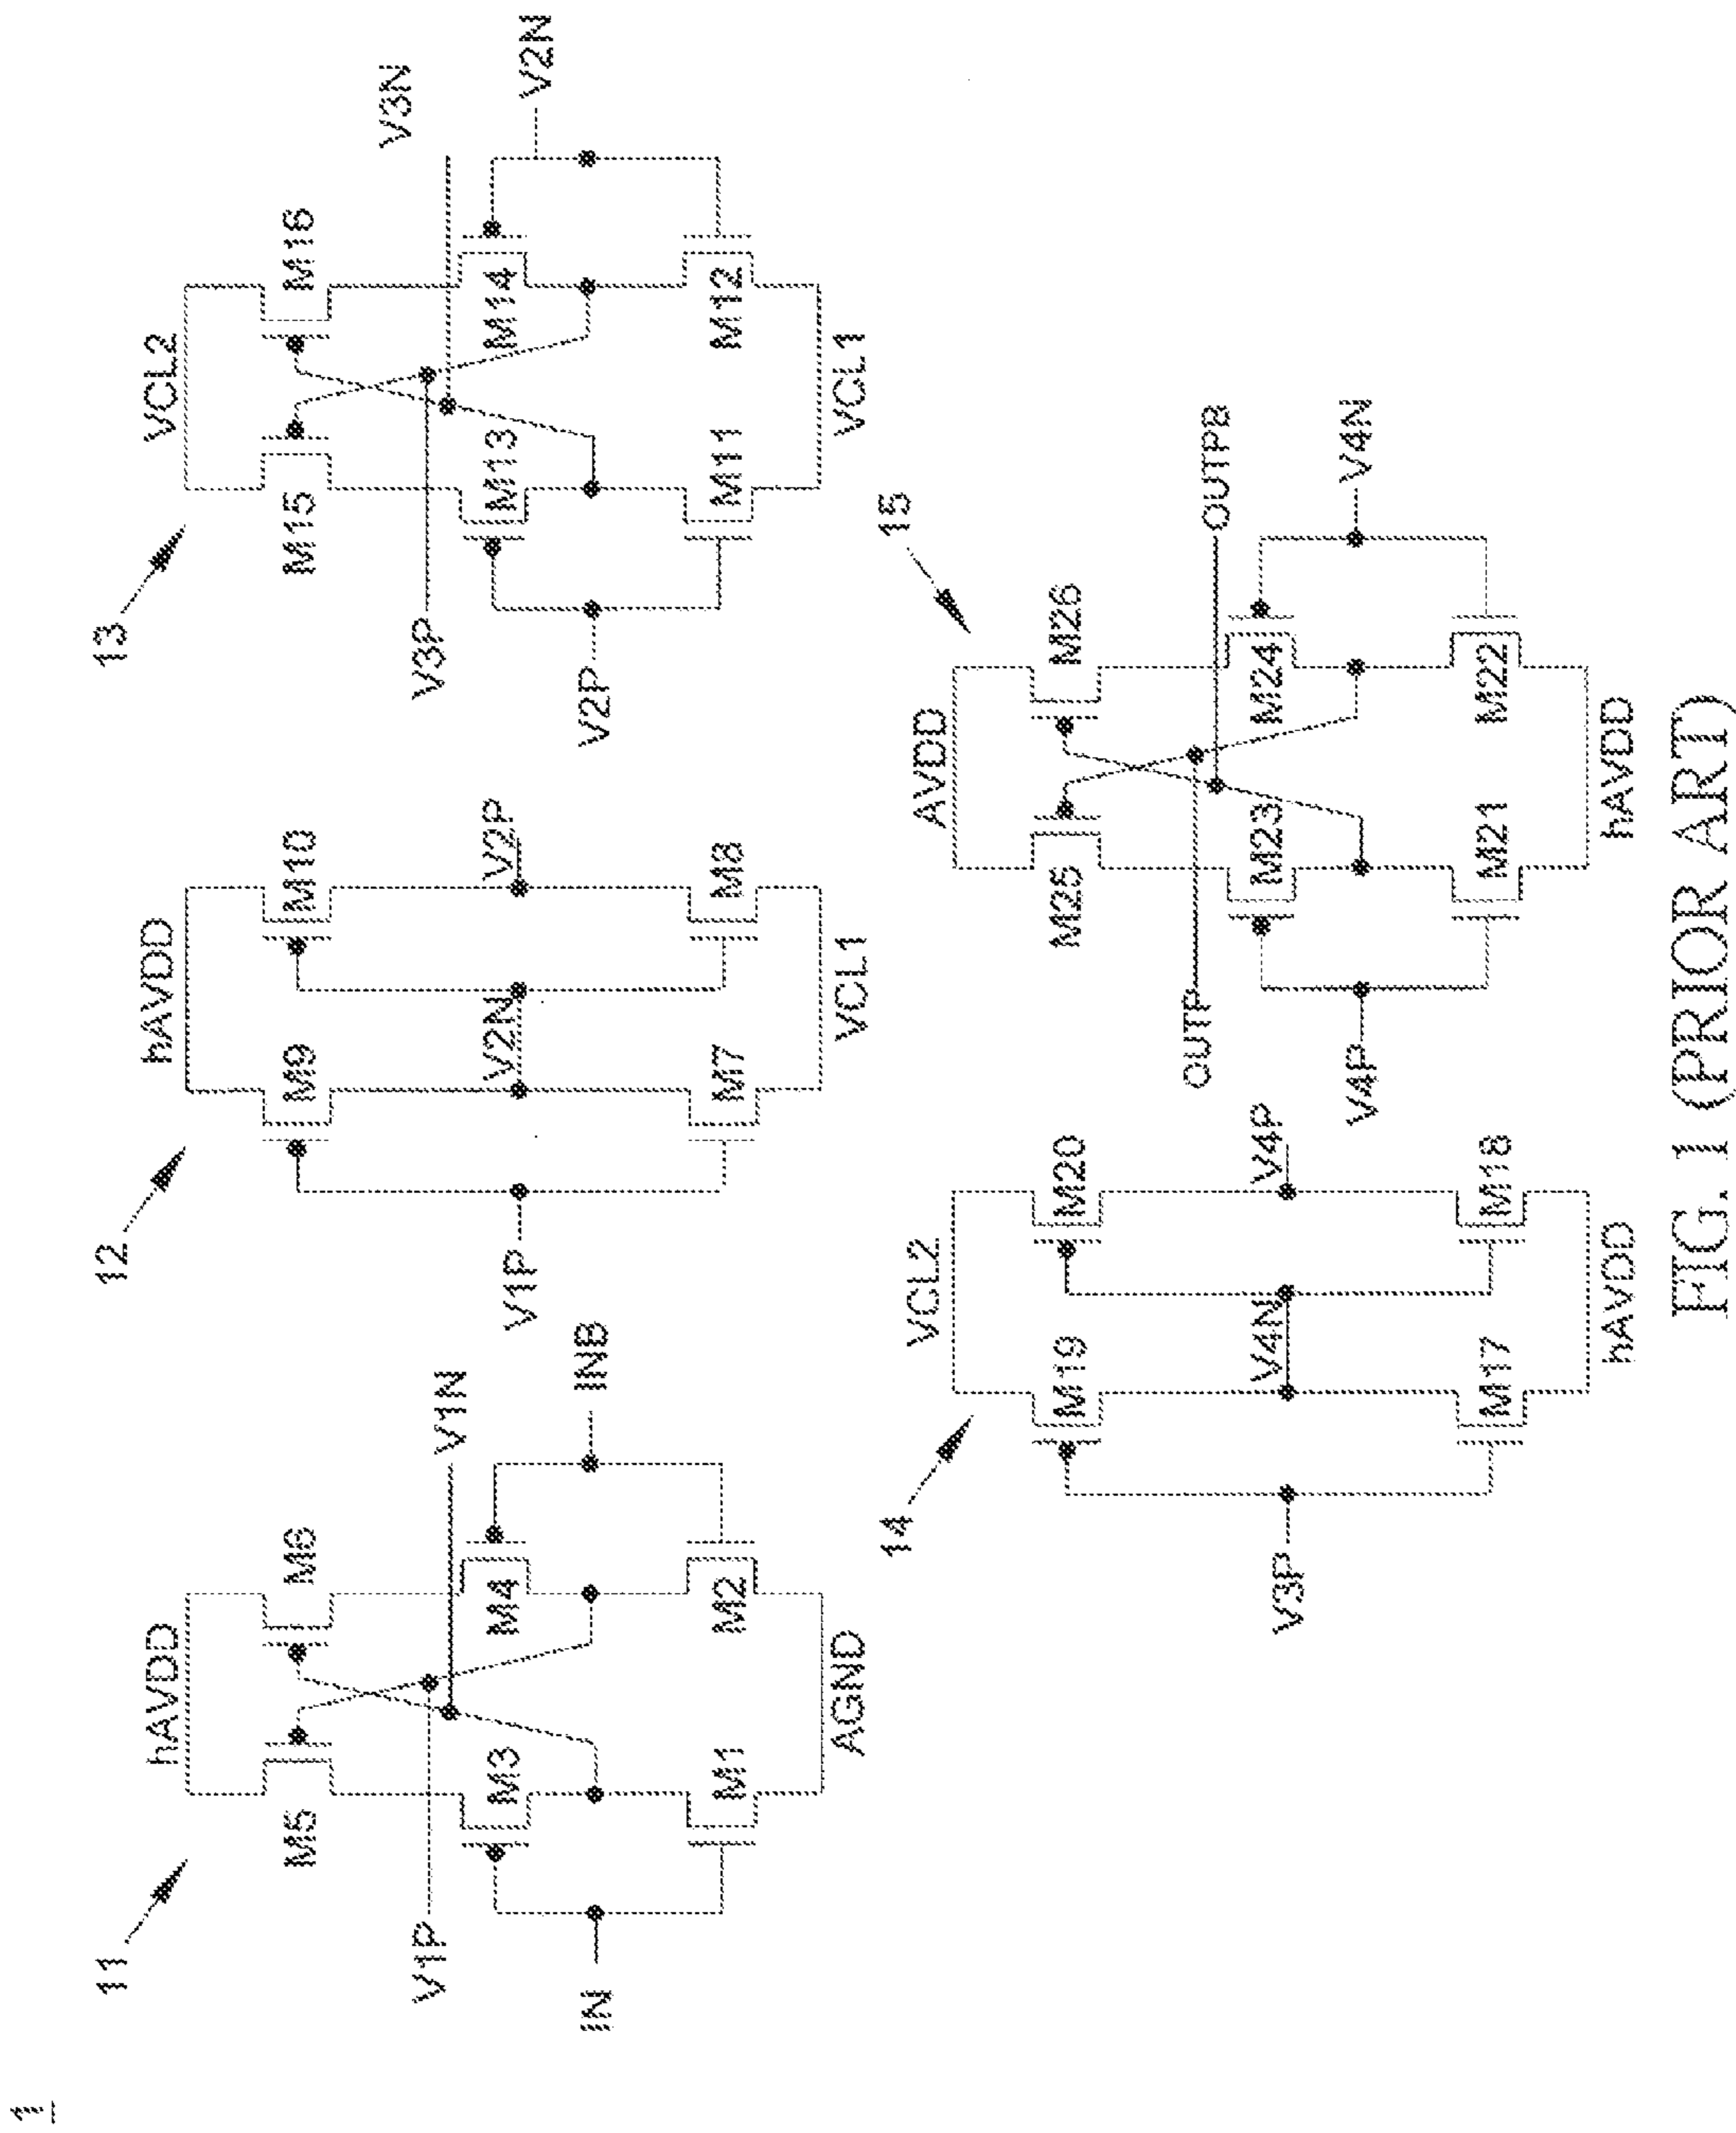 1
11
hAVDD
M5
M6
V1P
V1N
M3
M4
IN
INB
M1
M2
AGND
12
hAVDD
M9
M10
V1P
V2N
V2P
M7
M8
VCL1
13
VCL2
M15
M16
V3P
V3N
M13
M14
V2P
V2N
M11
M12
VCL1
14
VCL2
M19
M20
V3P
V4N
V4P
M17
M18
hAVDD
15
AVDD
M25
M26
OUTP
OUTPB
M23
M24
V4P
V4N
M21
M22
hAVDD
FIG. 1 (PRIOR ART)